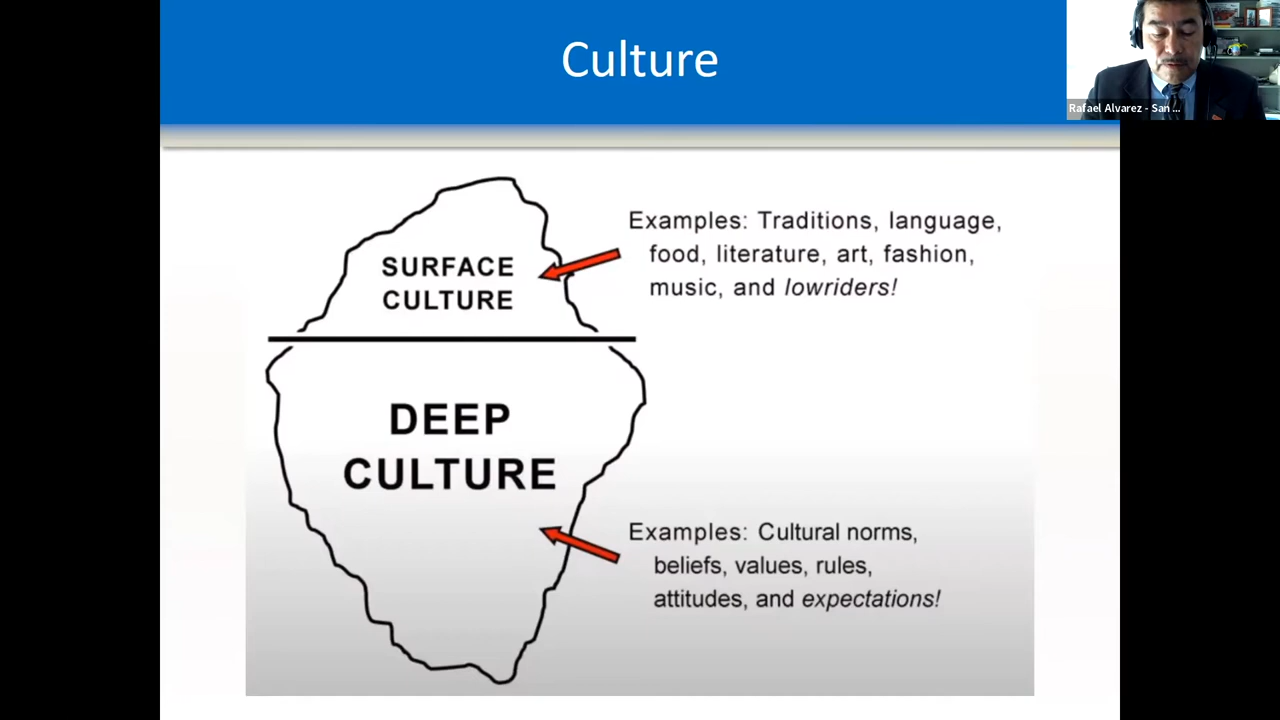 Culture
Rafael Alvarez - San ...
SURFACE
CULTURE
Examples: Traditions, language,
food, literature, art, fashion,
music, and lowriders!
DEEP
CULTURE
Examples: Cultural norms,
beliefs, values, rules,
attitudes, and expectations!